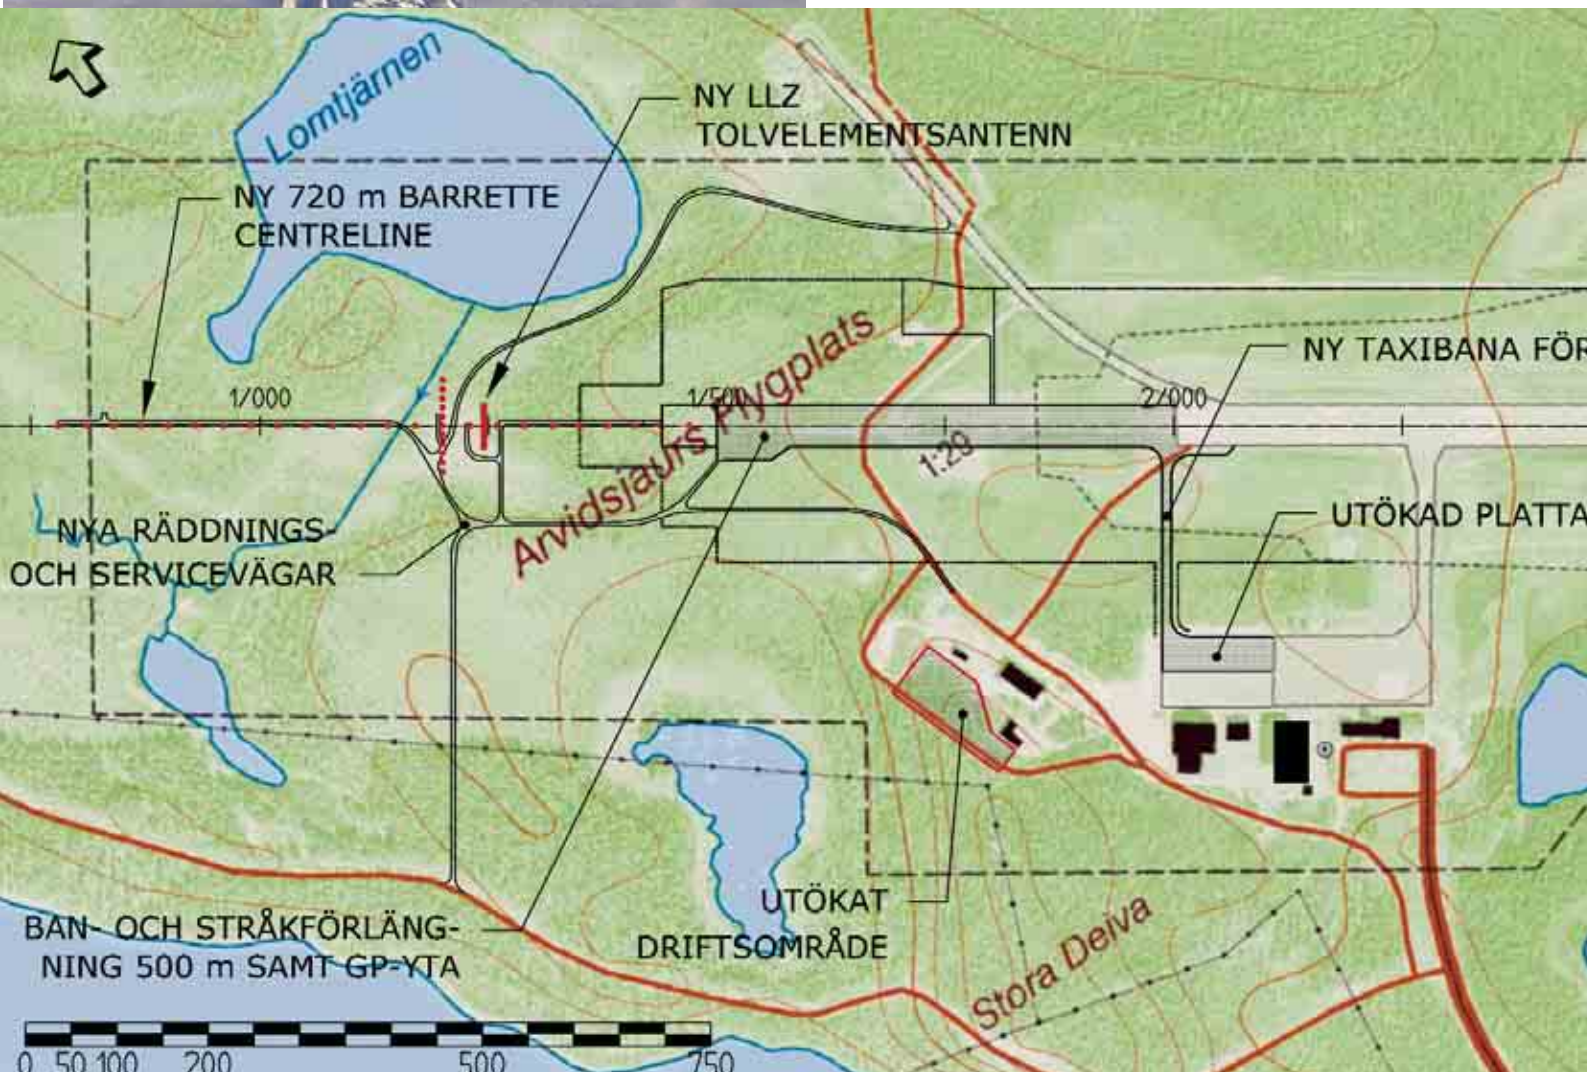 Lomtjärnen
NY LLZ
TOLVELEMENTSANTENN
NY 720 m BARRETTE
CENTRELINE
1/000
1/500
2/000
Arvidsjaurs Flygplats
1:29
NY TAXIBANA FÖR
UTÖKAD PLATTA
NYA RÄDDNINGS-
OCH SERVICEVÄGAR
UTÖKAT
DRIFTSOMRÅDE
BAN- OCH STRÅKFÖRLÄNG-
NING 500 m SAMT GP-YTA
Stora Deiva
0 50 100 200 500 750